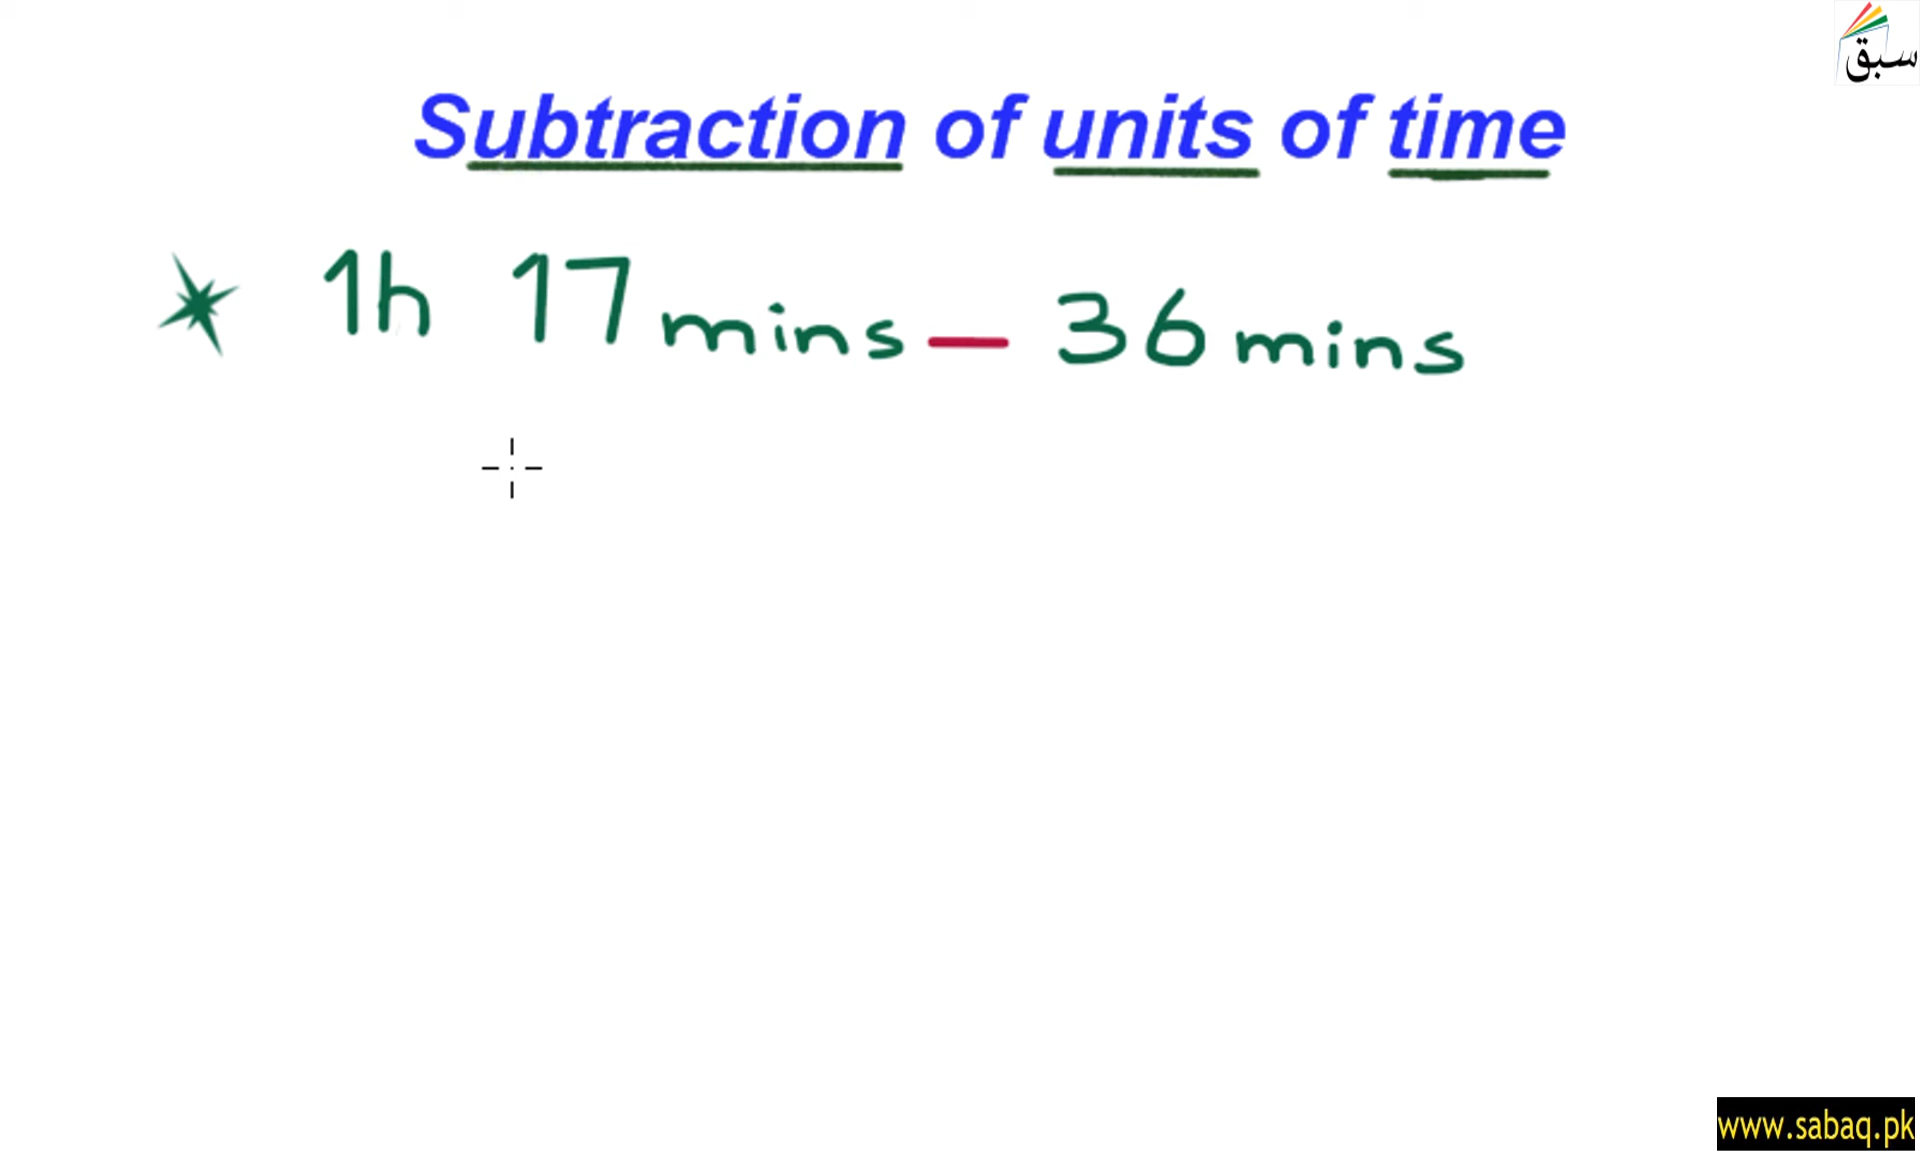 سبق
Subtraction of units of time
1h 17 mins — 36 mins
www.sabaq.pk